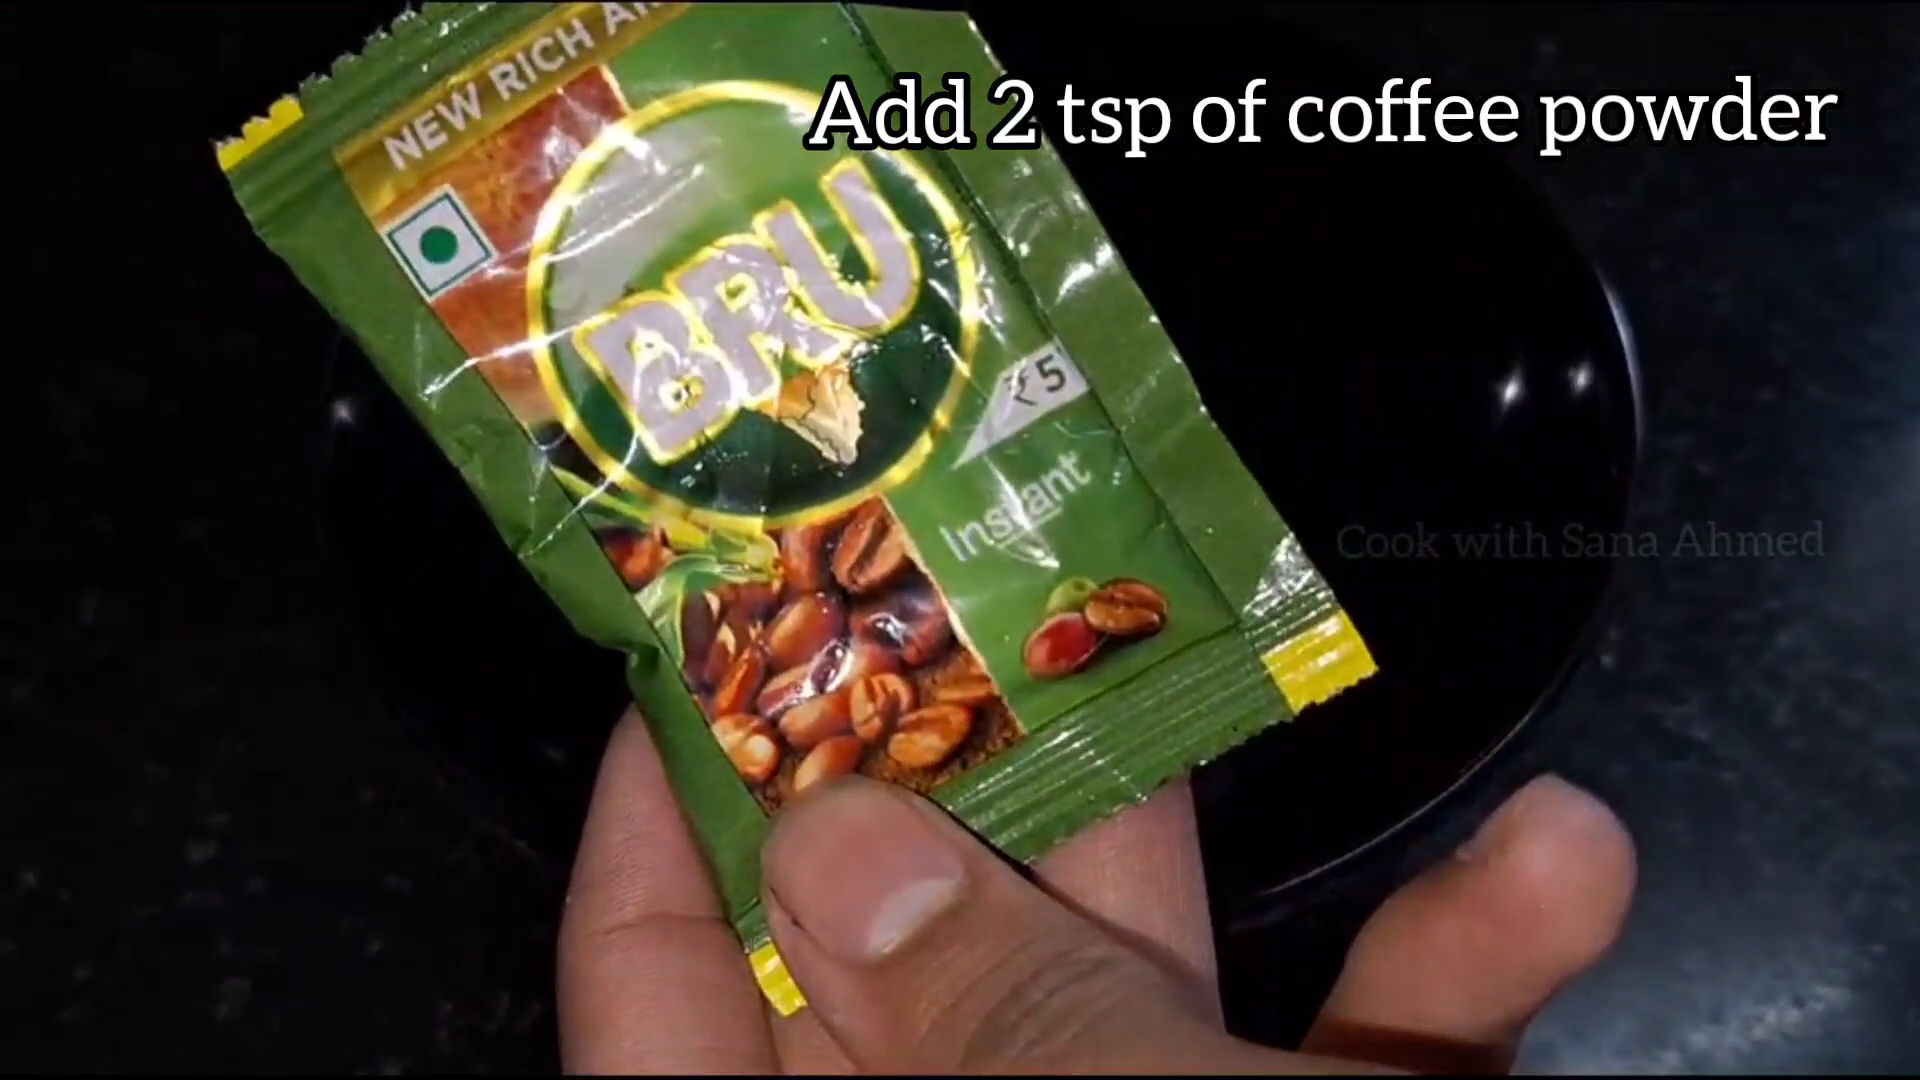 Add 2 tsp of coffee powder
NEW RICH
BRU
₹5
Instant
Cook with Sana Ahmed